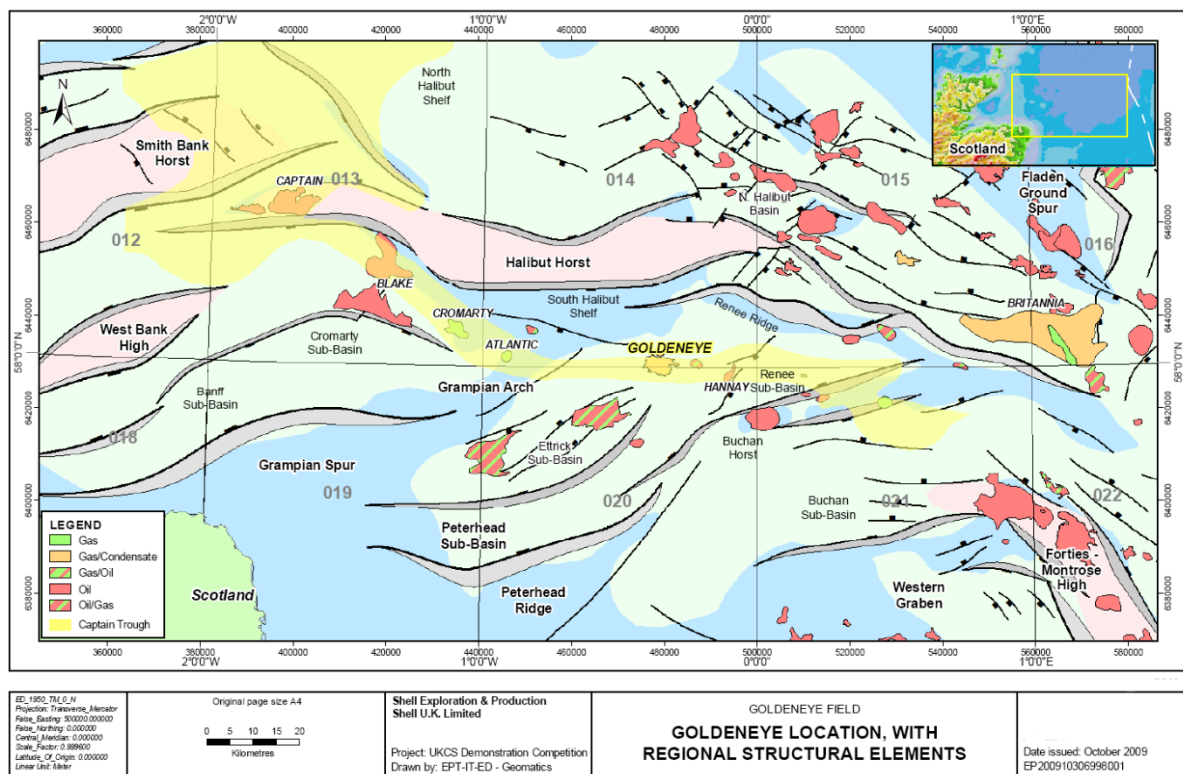 2°0'0"W
1°0'0"W
0°0'0"
1°0'0"E
360000
380000
400000
420000
440000
460000
480000
500000
520000
540000
560000
580000
N
North
Halibut
Shelf
Scotland
6480000
6480000
Smith Bank
Horst
CAPTAIN
013
014
015
N. Halibut
Basin
Fladen
Ground
Spur
016
6460000
6460000
012
Halibut Horst
BLAKE
South Halibut
Shelf
Renee Ridge
BRITANNIA
6440000
6440000
West Bank
High
CROMARTY
Cromarty
Sub-Basin
ATLANTIC
GOLDENEYE
58°0'0"N
58°0'0"N
Grampian Arch
HANNAY
Renee
Sub-Basin
Banff
Sub-Basin
6420000
6420000
018
Ettrick
Sub-Basin
Buchan
Horst
Grampian Spur
019
020
Buchan
Sub-Basin
021
022
6400000
6400000
LEGEND
Gas
Gas/Condensate
Gas/Oil
Oil
Oil/Gas
Captain Trough
Peterhead
Sub-Basin
Forties -
Montrose
High
Scotland
Peterhead
Ridge
Western
Graben
6380000
6380000
360000
380000
400000
420000
440000
460000
480000
500000
520000
540000
560000
580000
2°0'0"W
1°0'0"W
0°0'0"
1°0'0"E
ED_1950_TM_0_N
Projection: Transverse_Mercator
False_Easting: 500000.000000
False_Northing: 0.000000
Central_Meridian: 0.000000
Scale_Factor: 0.999600
Latitude_Of_Origin: 0.000000
Linear Unit: Meter
Original page size A4
0 5 10 15 20
Kilometres
Shell Exploration & Production
Shell U.K. Limited
Project: UKCS Demonstration Competition
Drawn by: EPT-IT-ED - Geomatics
GOLDENEYE FIELD
GOLDENEYE LOCATION, WITH
REGIONAL STRUCTURAL ELEMENTS
Date issued: October 2009
EP200910306998001